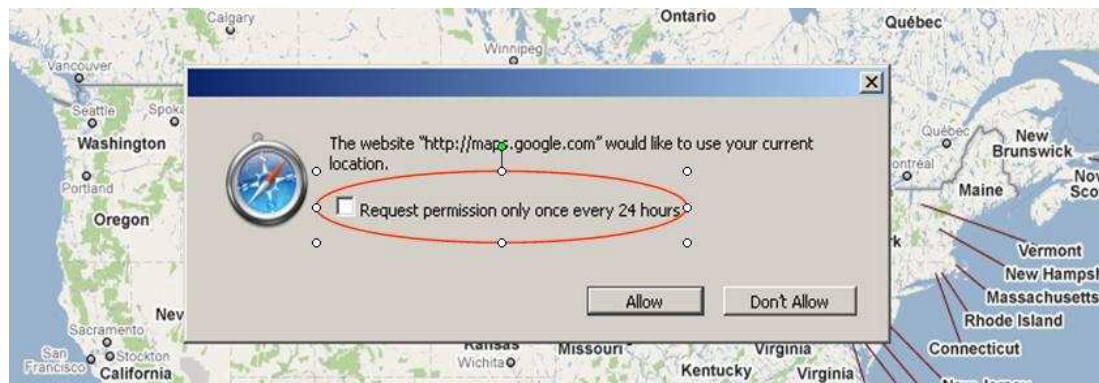 Calgary
Ontario
Québec
Winnipeg
Vancouver
Seattle
Washington
Portland
Oregon
The website "http://maps.google.com" would like to use your current
location.
Request permission only once every 24 hours
Allow
Don't Allow
Québec
New
Brunswick
Maine
Vermont
Massachusetts
Rhode Island
Connecticut
Sacramento
San
Francisco
Stockton
California
Kansas
Wichita
Missouri
Kentucky
Virginia
Virginia